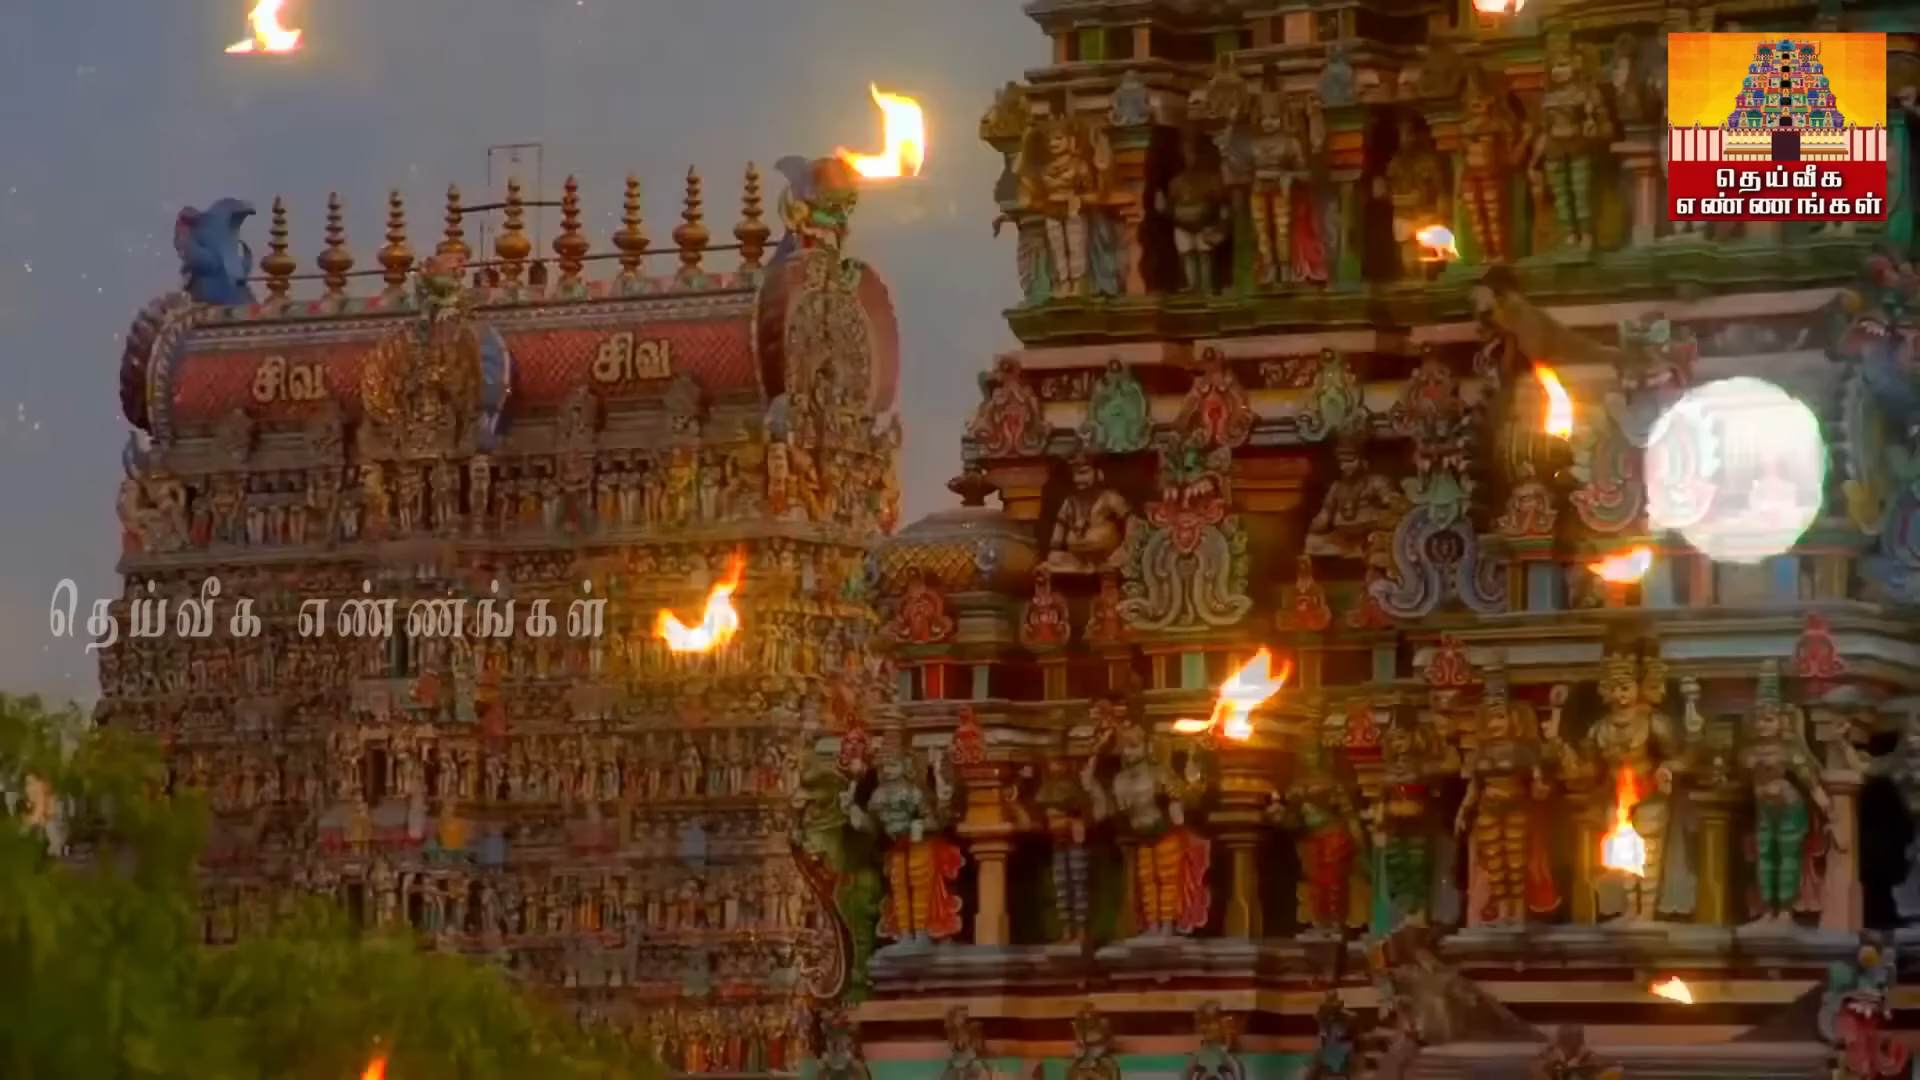 தெய்வீக
எண்ணங்கள்
சிவ
சிவ
தெய்வீக எண்ணங்கள்